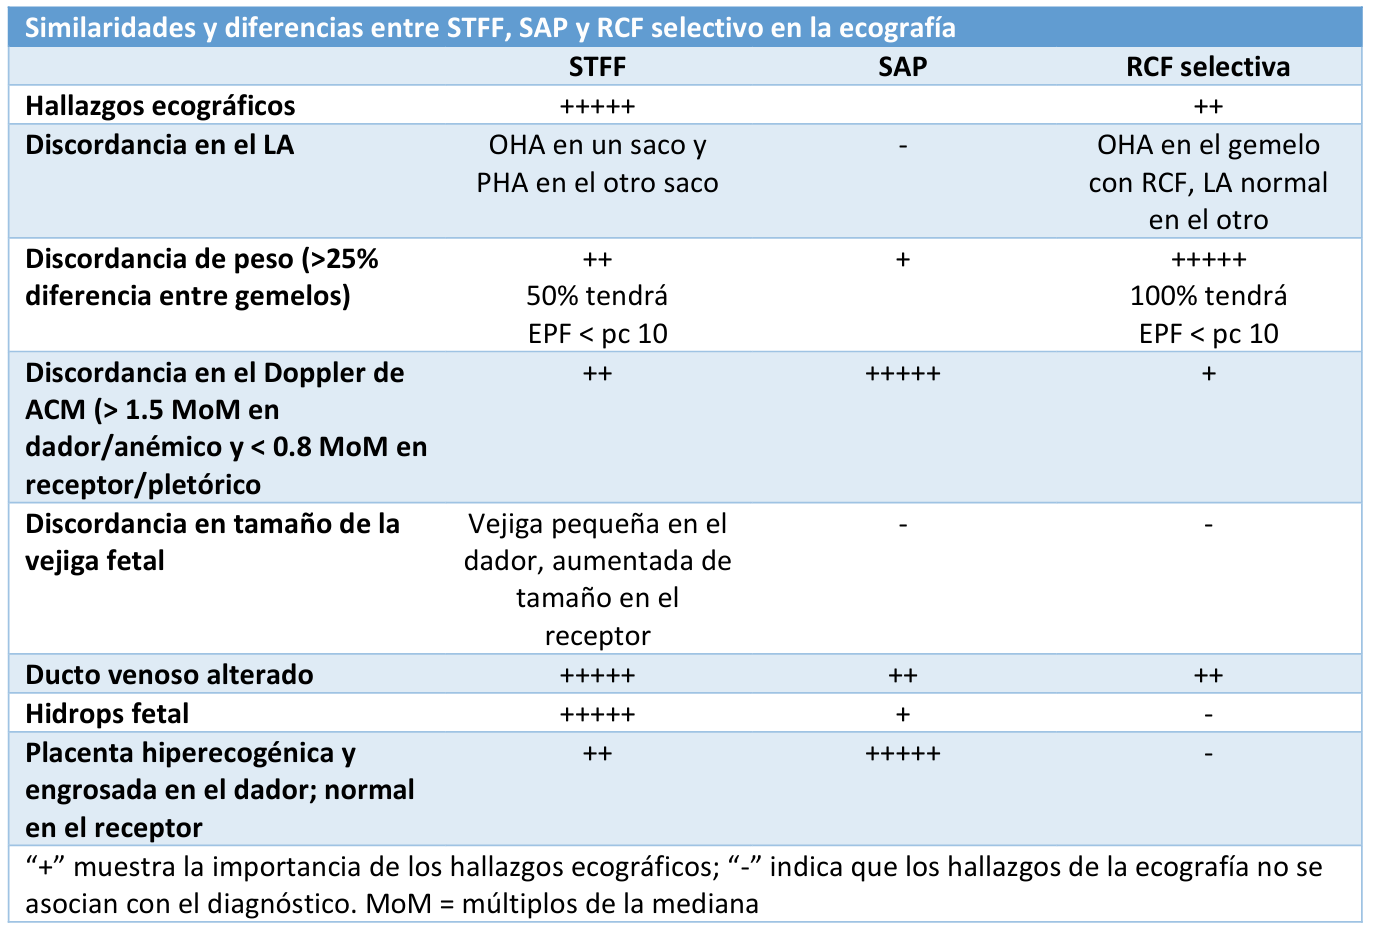 Similaridades y diferencias entre STFF, SAP y RCF selectivo en la ecografía
STFF SAP RCF selectiva
Hallazgos ecográficos +++++ ++
Discordancia en el LA OHA en un saco y - OHA en el gemelo
PHA en el otro saco con RCF, LA normal
en el otro
Discordancia de peso (>25% ++ + +++++
diferencia entre gemelos) 50% tendrá 100% tendrá
EPF < pc 10 EPF < pc 10
Discordancia en el Doppler de ++ +++++ +
ACM (> 1.5 MoM en
dador/anémico y < 0.8 MoM en
receptor/pletórico
Discordancia en tamaño de la Vejiga pequeña en el - -
vejiga fetal dador, aumentada de
tamaño en el
receptor
Ducto venoso alterado +++++ ++ ++
Hidrops fetal +++++ + -
Placenta hiperecogénica y ++ +++++ -
engrosada en el dador; normal
en el receptor
“+” muestra la importancia de los hallazgos ecográficos; “-” indica que los hallazgos de la ecografía no se
asocian con el diagnóstico. MoM = múltiplos de la mediana